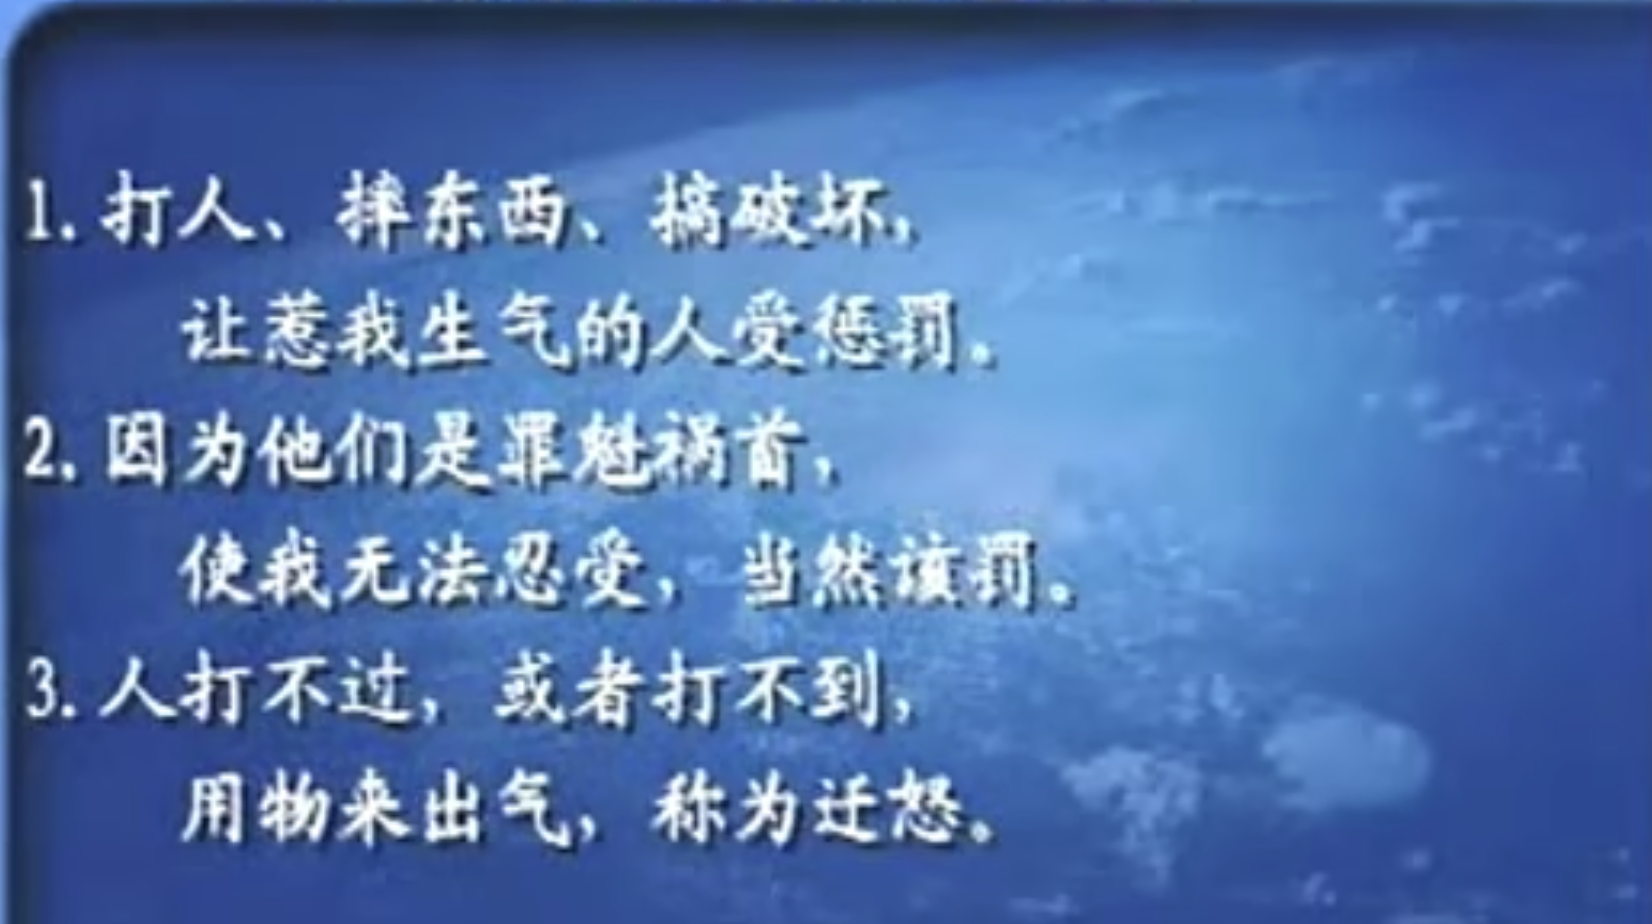 1. 打人、摔东西、搞破坏，
让惹我生气的人受惩罚。
2. 因为他们是罪魁祸首，
使我无法忍受，当然该罚。
3. 人打不过，或者打不到，
用物来出气，称为迁怒。